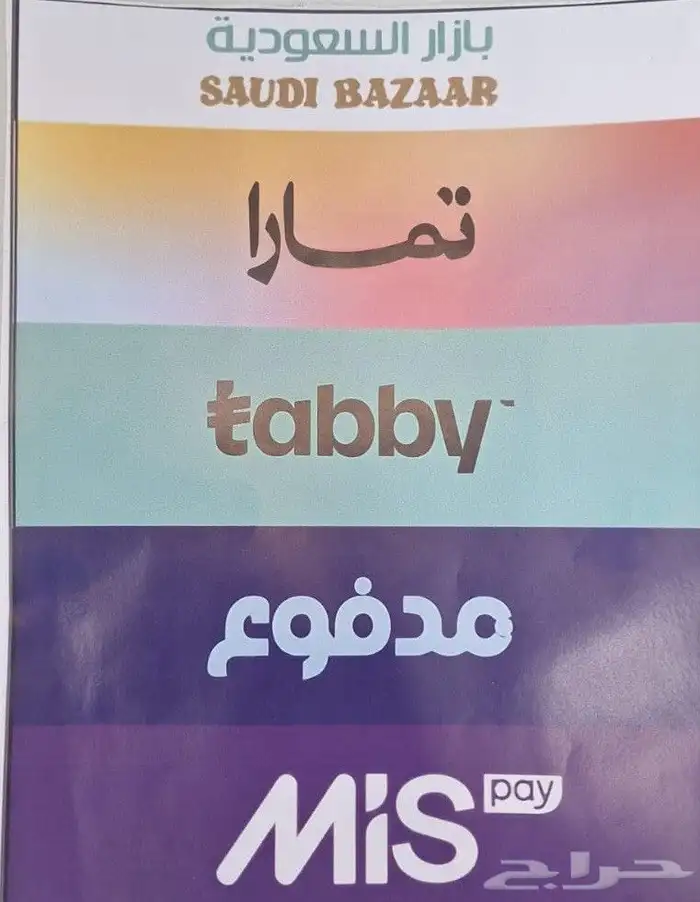 بازار السعودية
SAUDI BAZAAR
تمارا
tabby
مدفوع
MiS pay
حراج